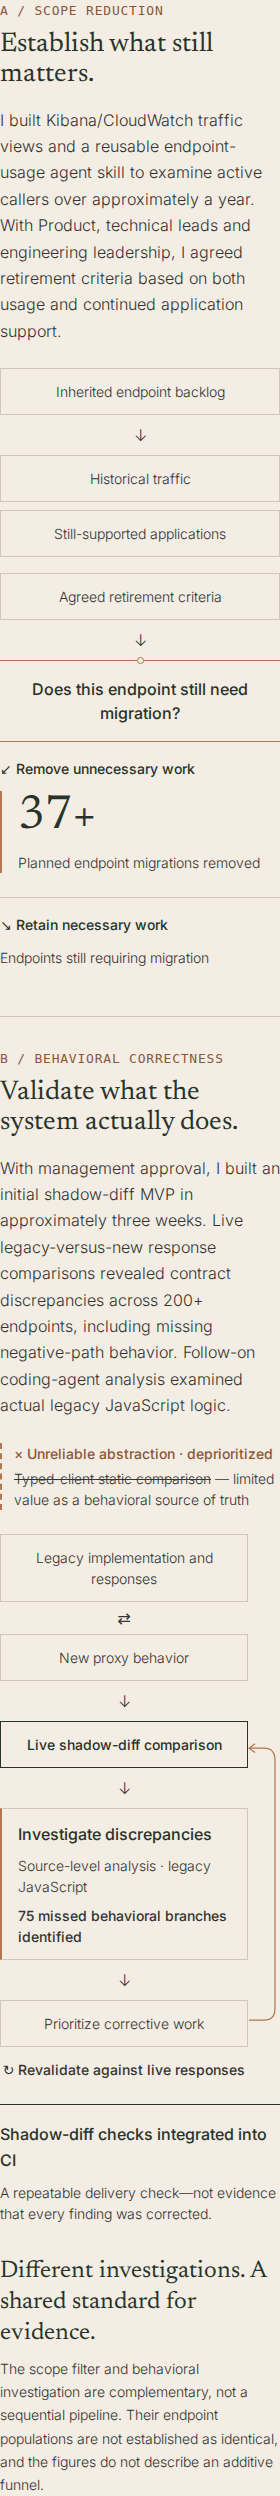 A / SCOPE REDUCTION
Establish what still
matters.
I built Kibana/CloudWatch traffic
views and a reusable endpoint-
usage agent skill to examine active
callers over approximately a year.
With Product, technical leads and
engineering leadership, I agreed
retirement criteria based on both
usage and continued application
support.
Inherited endpoint backlog
↓
Historical traffic
Still-supported applications
Agreed retirement criteria
↓
Does this endpoint still need
migration?
↙ Remove unnecessary work
37+
Planned endpoint migrations removed
↘ Retain necessary work
Endpoints still requiring migration
B / BEHAVIORAL CORRECTNESS
Validate what the
system actually does.
With management approval, I built an
initial shadow-diff MVP in
approximately three weeks. Live
legacy-versus-new response
comparisons revealed contract
discrepancies across 200+
endpoints, including missing
negative-path behavior. Follow-on
coding-agent analysis examined
actual legacy JavaScript logic.
× Unreliable abstraction · deprioritized
Typed-client static comparison — limited
value as a behavioral source of truth
Legacy implementation and
responses
⇄
New proxy behavior
↓
Live shadow-diff comparison
↓
Investigate discrepancies
Source-level analysis · legacy
JavaScript
75 missed behavioral branches
identified
↓
Prioritize corrective work
↻ Revalidate against live responses
Shadow-diff checks integrated into
CI
A repeatable delivery check—not evidence
that every finding was corrected.
Different investigations. A
shared standard for
evidence.
The scope filter and behavioral
investigation are complementary, not a
sequential pipeline. Their endpoint
populations are not established as identical,
and the figures do not describe an additive
funnel.